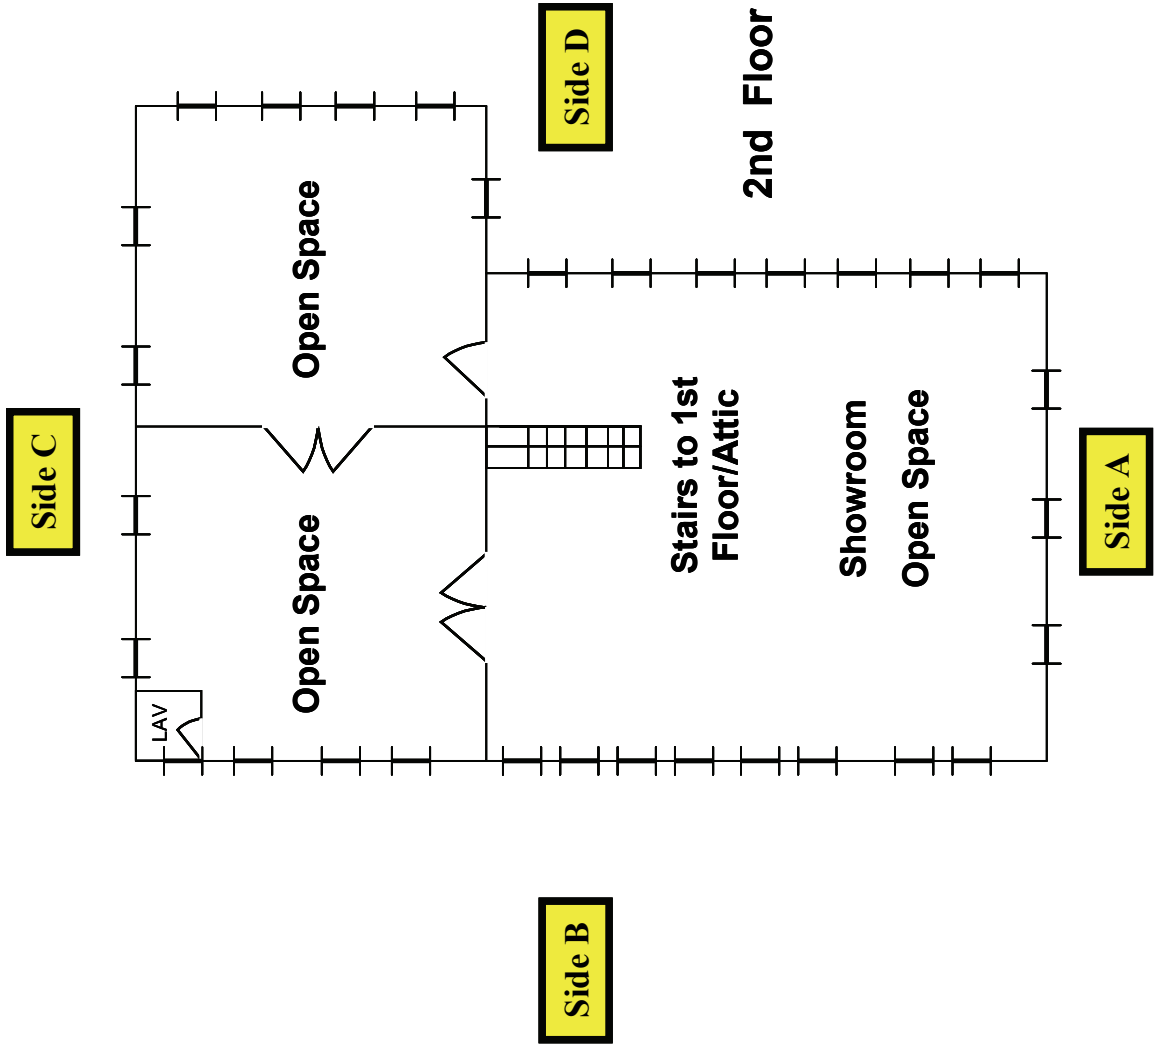 Side C
Side D
2nd Floor
Open Space
Open Space
LAV
Stairs to 1st
Floor/Attic
Showroom
Open Space
Side A
Side B